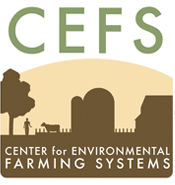 CEFS
CENTER for ENVIRONMENTAL
FARMING SYSTEMS